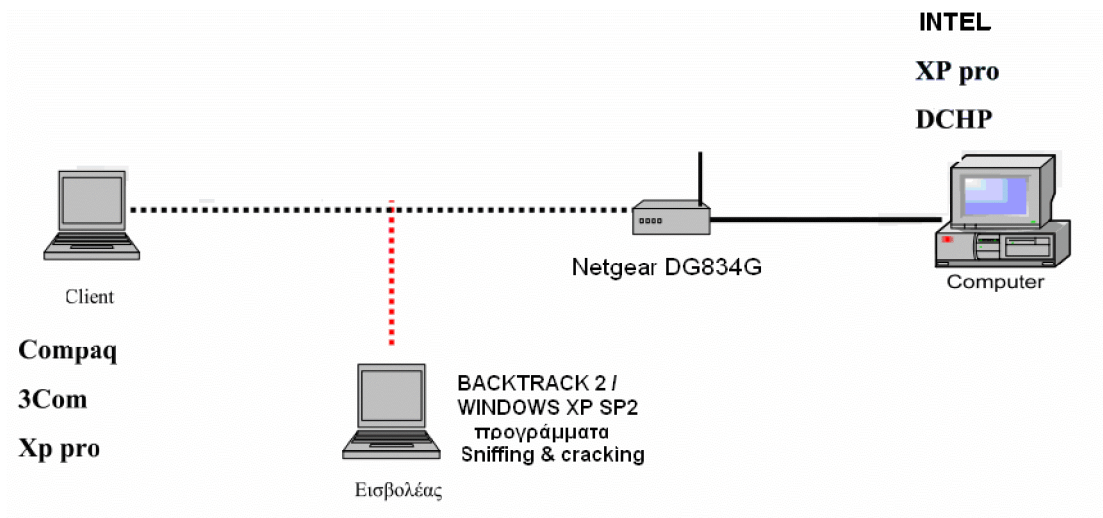 INTEL
XP pro
DCHP
Computer
Netgear DG834G
Client
Compaq
3Com
Xp pro
BACKTRACK 2 /
WINDOWS XP SP2
προγράμματα
Sniffing & cracking
Εισβολέας